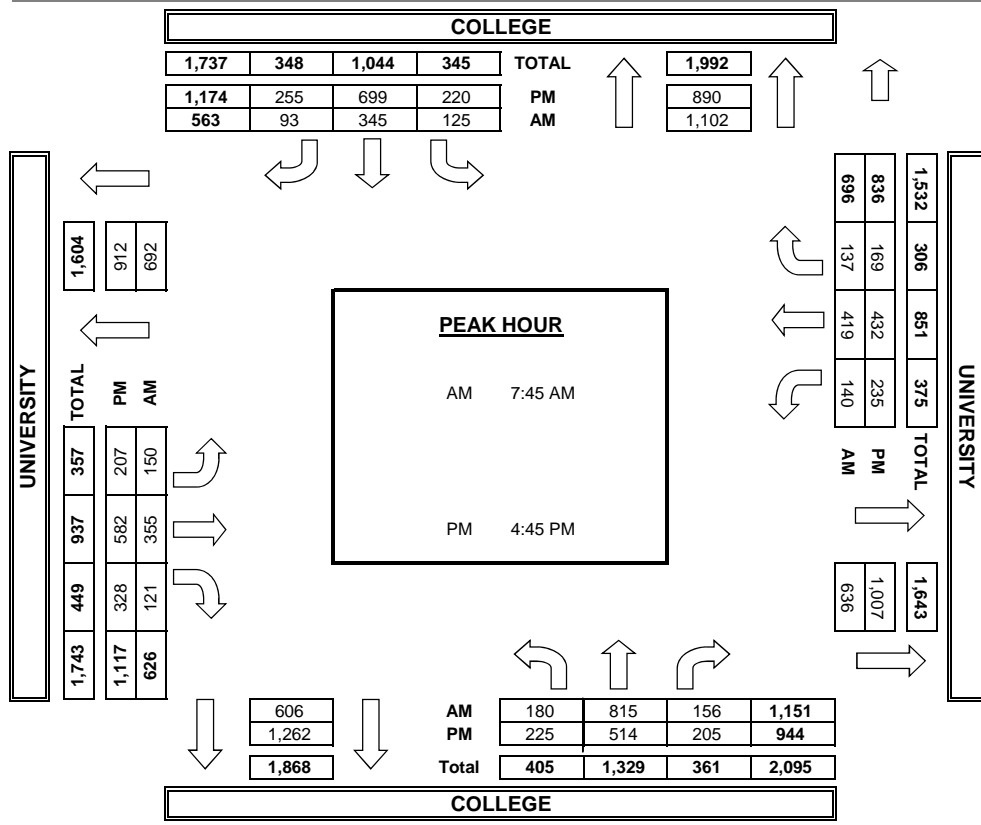 COLLEGE
1,737 348 1,044 345 TOTAL 1,992
1,174 255 699 220 PM 890
563 93 345 125 AM 1,102
UNIVERSITY
1,604 912 692
TOTAL PM AM
357 207 150
937 582 355
449 328 121
1,743 1,117 626
PEAK HOUR
AM 7:45 AM
PM 4:45 PM
696 836 1,532
137 169 306
419 432 851
140 235 375
AM PM TOTAL
636 1,007 1,643
UNIVERSITY
606 AM 180 815 156 1,151
1,262 PM 225 514 205 944
1,868 Total 405 1,329 361 2,095
COLLEGE